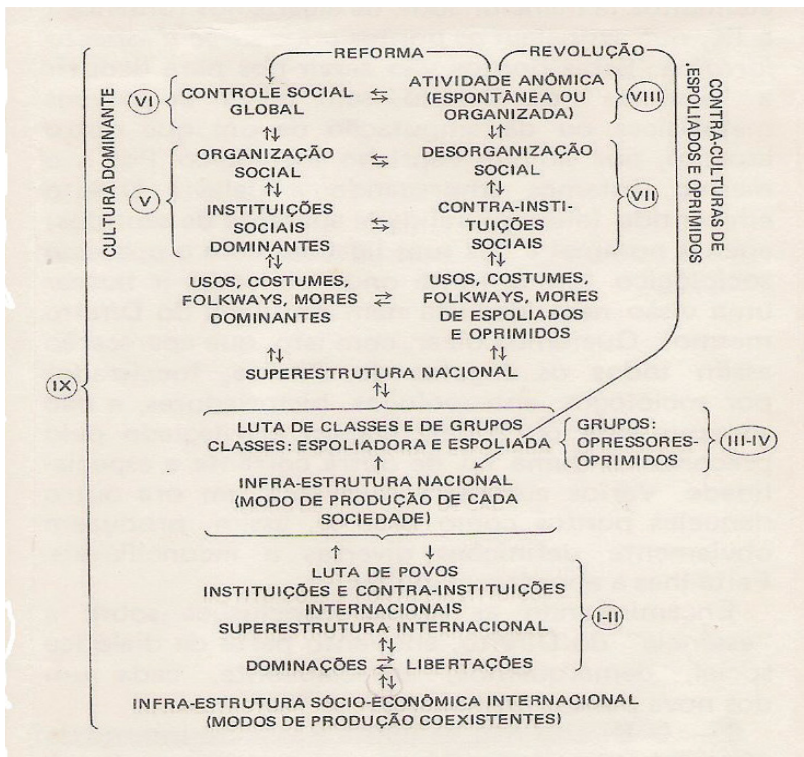 REFORMA
REVOLUÇÃO
CULTURA DOMINANTE
VI
CONTROLE SOCIAL
GLOBAL
ATIVIDADE ANÔMICA
(ESPONTÂNEA OU
ORGANIZADA)
VIII
CONTRA-CULTURAS DE
ESPOLIADOS E OPRIMIDOS
V
ORGANIZAÇÃO
SOCIAL
DESORGANIZAÇÃO
SOCIAL
VII
INSTITUIÇÕES
SOCIAIS
DOMINANTES
CONTRA-INSTI-
TUIÇÕES
SOCIAIS
USOS, COSTUMES,
FOLKWAYS, MORES
DOMINANTES
USOS, COSTUMES,
FOLKWAYS, MORES
DE ESPOLIADOS
E OPRIMIDOS
IX
SUPERESTRUTURA NACIONAL
LUTA DE CLASSES E DE GRUPOS
CLASSES: ESPOLIADORA E ESPOLIADA
GRUPOS:
OPRESSORES-
OPRIMIDOS
III-IV
INFRA-ESTRUTURA NACIONAL
(MODO DE PRODUÇÃO DE CADA
SOCIEDADE)
LUTA DE POVOS
INSTITUIÇÕES E CONTRA-INSTITUIÇÕES
INTERNACIONAIS
SUPERESTRUTURA INTERNACIONAL
I-II
DOMINAÇÕES ⇄ LIBERTAÇÕES
INFRA-ESTRUTURA SÓCIO-ECONÔMICA INTERNACIONAL
(MODOS DE PRODUÇÃO COEXISTENTES)